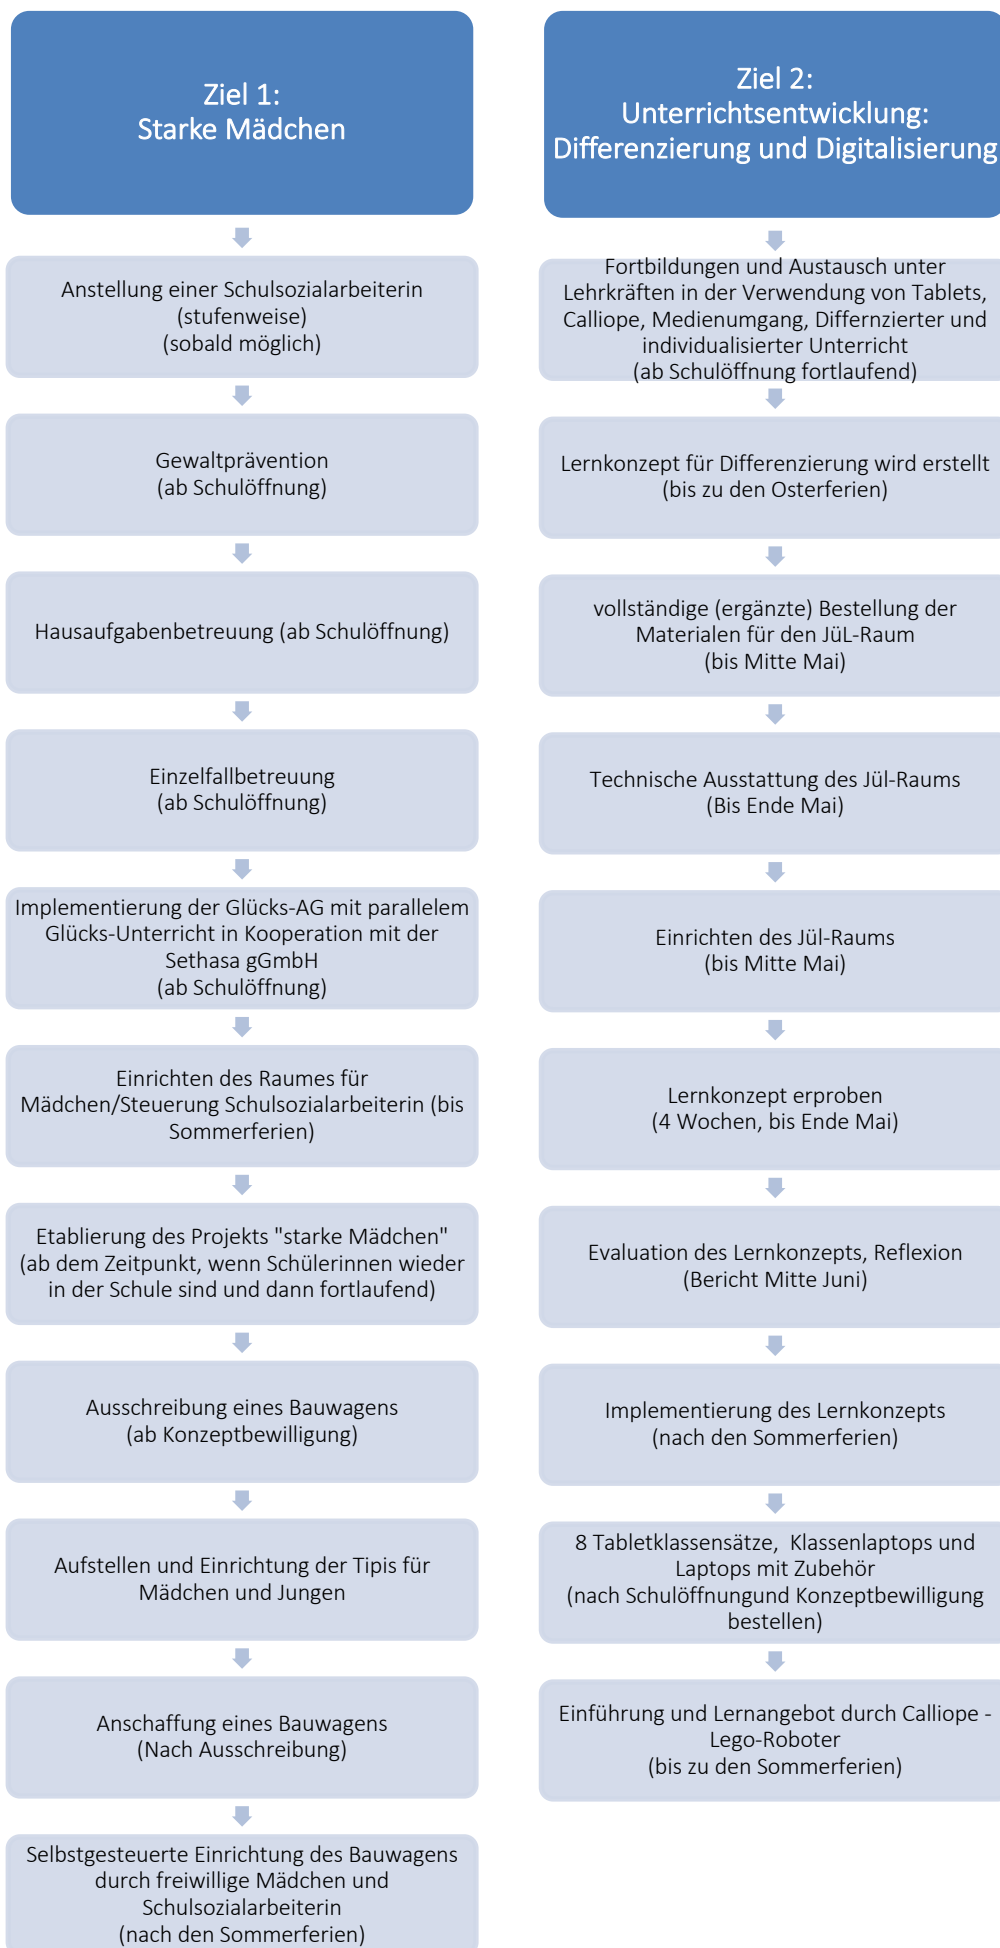 Ziel 1:
Starke Mädchen
Anstellung einer Schulsozialarbeiterin
(stufenweise)
(sobald möglich)
Gewaltprävention
(ab Schulöffnung)
Hausaufgabenbetreuung (ab Schulöffnung)
Einzelfallbetreuung
(ab Schulöffnung)
Implementierung der Glücks-AG mit parallelem
Glücks-Unterricht in Kooperation mit der
Sethasa gGmbH
(ab Schulöffnung)
Einrichten des Raumes für
Mädchen/Steuerung Schulsozialarbeiterin (bis
Sommerferien)
Etablierung des Projekts "starke Mädchen"
(ab dem Zeitpunkt, wenn Schülerinnen wieder
in der Schule sind und dann fortlaufend)
Ausschreibung eines Bauwagens
(ab Konzeptbewilligung)
Aufstellen und Einrichtung der Tipis für
Mädchen und Jungen
Anschaffung eines Bauwagens
(Nach Ausschreibung)
Selbstgesteuerte Einrichtung des Bauwagens
durch freiwillige Mädchen und
Schulsozialarbeiterin
(nach den Sommerferien)
Ziel 2:
Unterrichtsentwicklung:
Differenzierung und Digitalisierung
Fortbildungen und Austausch unter
Lehrkräften in der Verwendung von Tablets,
Calliope, Medienumgang, Differnzierter und
individualisierter Unterricht
(ab Schulöffnung fortlaufend)
Lernkonzept für Differenzierung wird erstellt
(bis zu den Osterferien)
vollständige (ergänzte) Bestellung der
Materialen für den JüL-Raum
(bis Mitte Mai)
Technische Ausstattung des Jül-Raums
(Bis Ende Mai)
Einrichten des Jül-Raums
(bis Mitte Mai)
Lernkonzept erproben
(4 Wochen, bis Ende Mai)
Evaluation des Lernkonzepts, Reflexion
(Bericht Mitte Juni)
Implementierung des Lernkonzepts
(nach den Sommerferien)
8 Tabletklassensätze, Klassenlaptops und
Laptops mit Zubehör
(nach Schulöffnungund Konzeptbewilligung
bestellen)
Einführung und Lernangebot durch Calliope -
Lego-Roboter
(bis zu den Sommerferien)